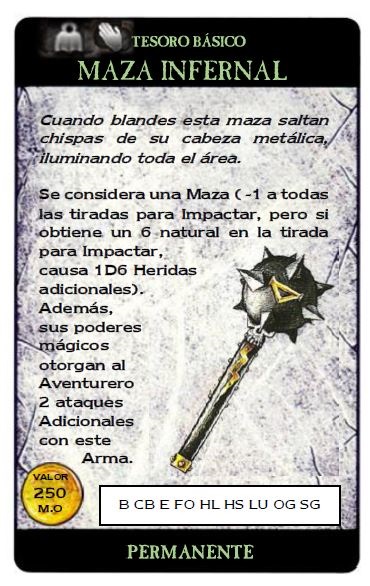 TESORO BÁSICO
MAZA INFERNAL
Cuando blandes esta maza saltan
chispas de su cabeza metálica,
iluminando toda el área.
Se considera una Maza ( -1 a todas
las tiradas para Impactar, pero si
obtiene un 6 natural en la tirada
para Impactar,
causa 1D6 Heridas
adicionales).
Además,
sus poderes
mágicos
otorgan al
Aventurero
2 ataques
Adicionales
con este
Arma.
VALOR
250
M.O
B CB E FO HL HS LU OG SG
PERMANENTE